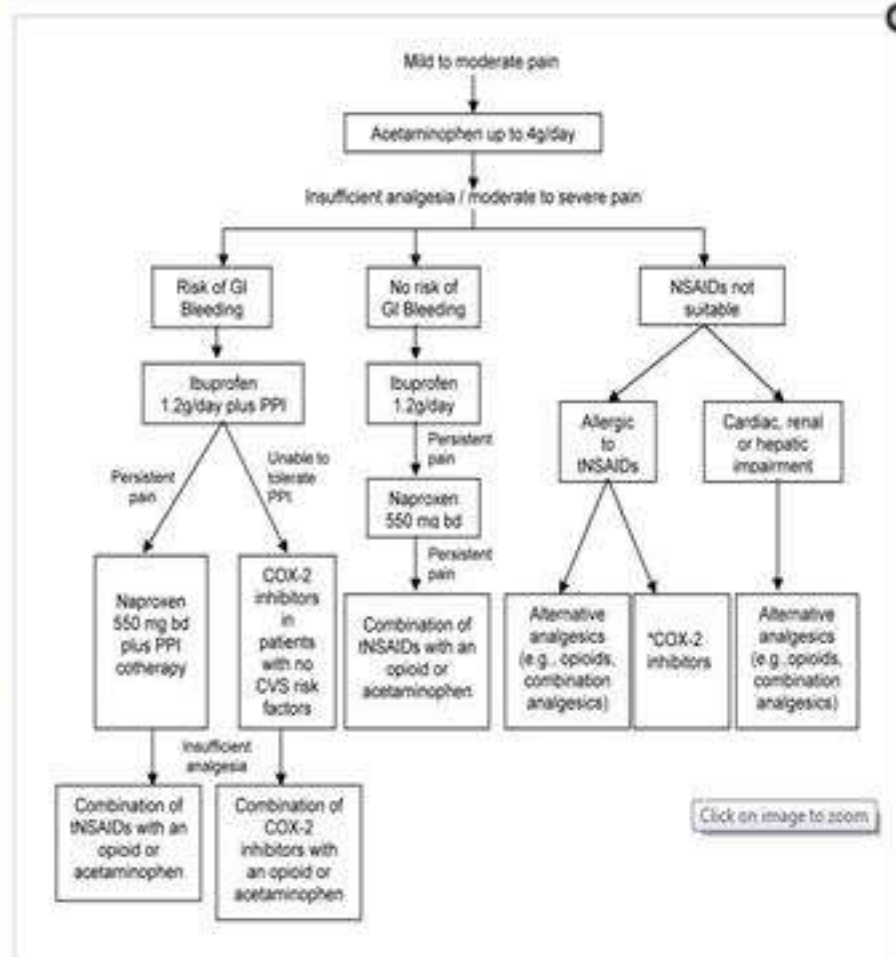 Mild to moderate pain
Acetaminophen up to 4g/day
Insufficient analgesia / moderate to severe pain
Risk of GI
Bleeding
No risk of
GI Bleeding
NSAIDs not
suitable
Ibuprofen
1.2g/day plus PPI
Ibuprofen
1.2g/day
Allergic
to
tNSAIDs
Cardiac, renal
or hepatic
impairment
Persistent
pain
Unable to
tolerate
PPI
Persistent
pain
Naproxen
550 mg bd
Persistent
pain
Naproxen
550 mg bd
plus PPI
cotherapy
COX-2
inhibitors
in
patients
with no
CVS risk
factors
Combination of
tNSAIDs with an
opioid or
acetaminophen
Alternative
analgesics
(e.g., opioids,
combination
analgesics)
*COX-2
inhibitors
Alternative
analgesics
(e.g., opioids,
combination
analgesics)
Insufficient
analgesia
Combination of
tNSAIDs with an
opioid or
acetaminophen
Combination of
COX-2
inhibitors with
an opioid or
acetaminophen
Click on image to zoom